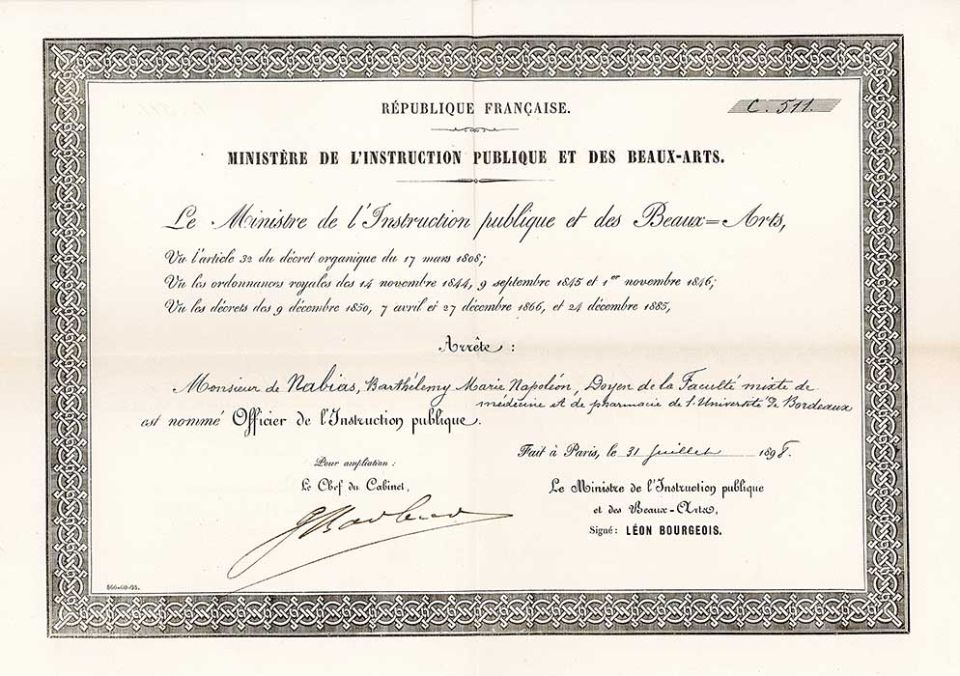 RÉPUBLIQUE FRANÇAISE.
C. 511.
MINISTÈRE DE L'INSTRUCTION PUBLIQUE ET DES BEAUX-ARTS.
Le Ministre de l'Instruction publique et des Beaux=Arts,
Vu l'article 32 du décret organique du 17 mars 1808;
Vu les ordonnances royales des 14 novembre 1844, 9 septembre 1845 et 1er novembre 1846;
Vu les décrets des 9 décembre 1850, 7 avril et 27 décembre 1866, et 24 décembre 1885,
Arrête :
Monsieur de Nabias, Barthélemy Marie Napoléon, Doyen de la Faculté mixte de
médecine et de pharmacie de l'Université de Bordeaux
est nommé Officier de l'Instruction publique.
Fait à Paris, le 31 juillet 1898.
Pour ampliation :
Le Chef du Cabinet,
Le Ministre de l'Instruction publique
et des Beaux-Arts,
Signé : LÉON BOURGEOIS.